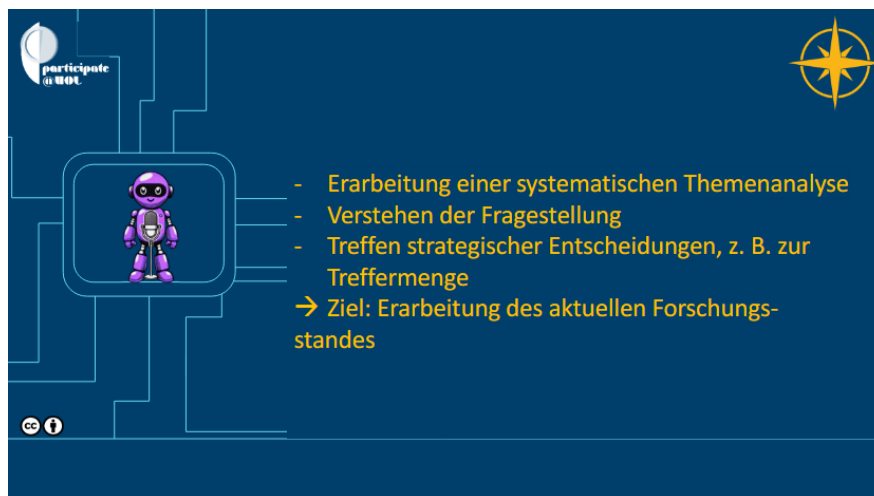 participate
@UOL
- Erarbeitung einer systematischen Themenanalyse
- Verstehen der Fragestellung
- Treffen strategischer Entscheidungen, z. B. zur
Treffermenge
→ Ziel: Erarbeitung des aktuellen Forschungs-
standes
cc